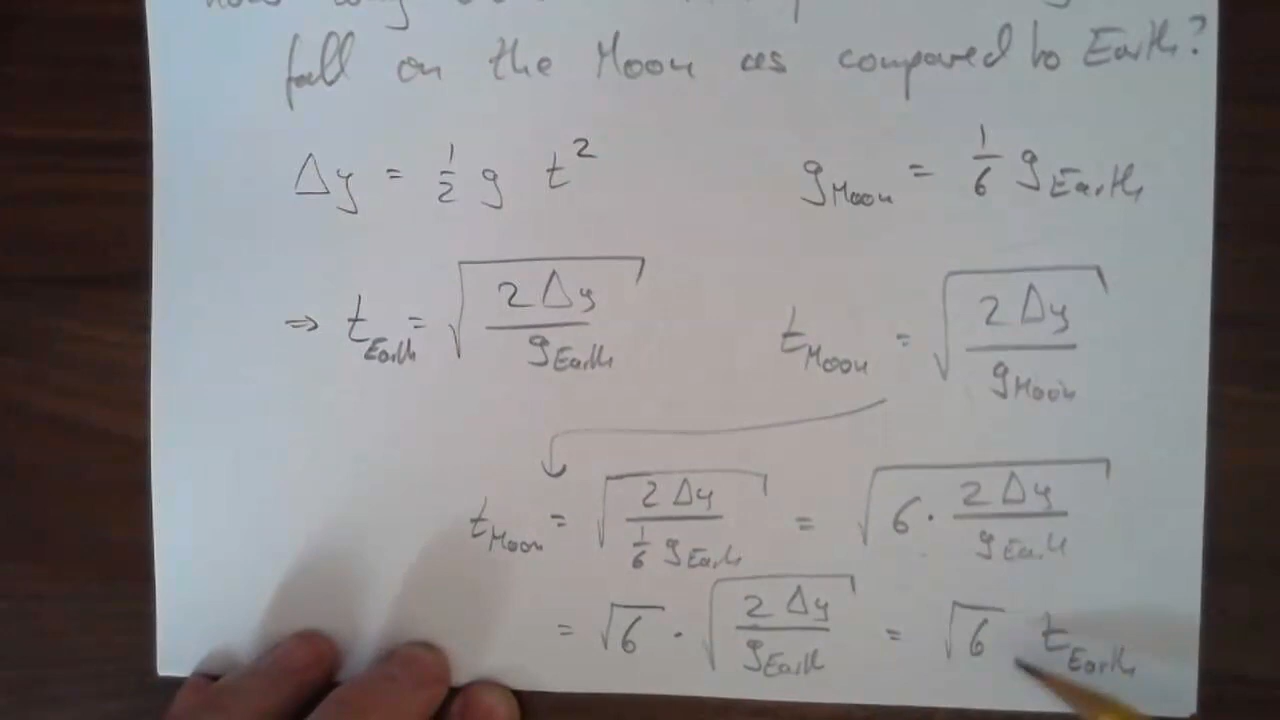 fall on the Moon as compared to Earth?
Δy = 1/2 g t² g_Moon = 1/6 g_Earth
⇒ t_Earth = √(2Δy / g_Earth) t_Moon = √(2Δy / g_Moon)
t_Moon = √(2Δy / (1/6 g_Earth)) = √(6 · 2Δy / g_Earth)
= √6 · √(2Δy / g_Earth) = √6 t_Earth